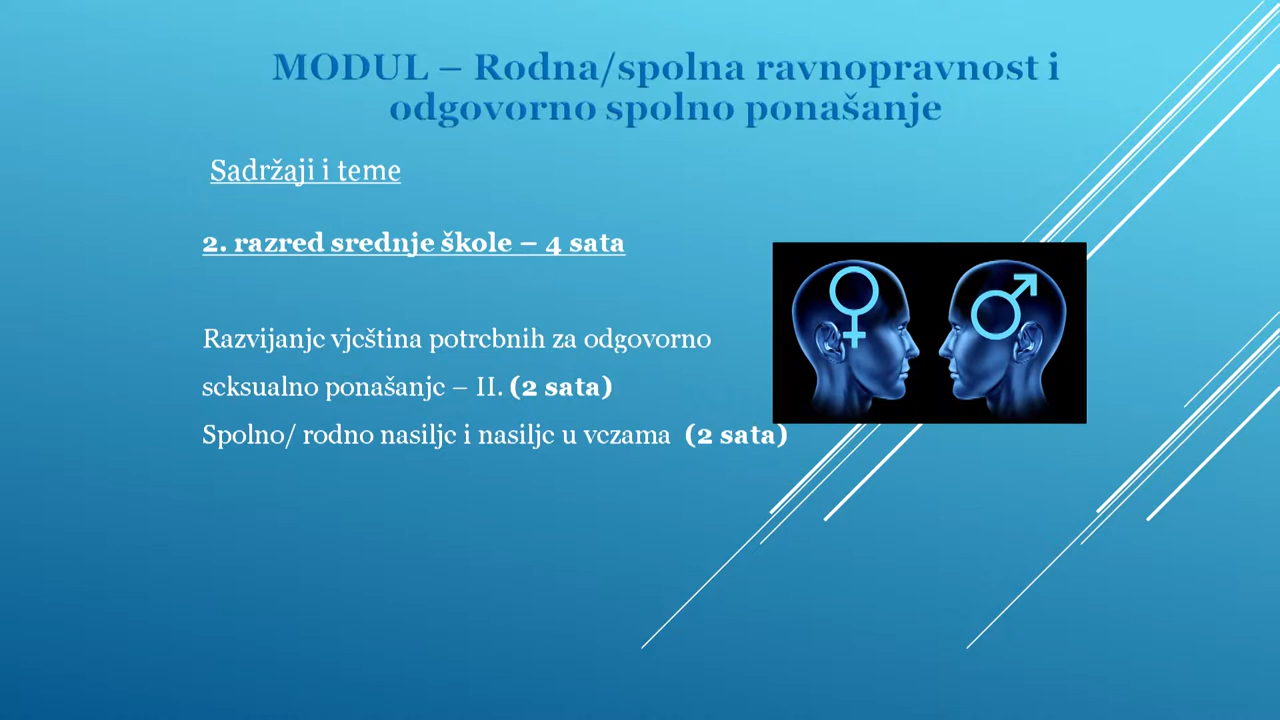 MODUL – Rodna/spolna ravnopravnost i
odgovorno spolno ponašanje
Sadržaji i teme
2. razred srednje škole – 4 sata
Razvijanje vještina potrebnih za odgovorno
seksualno ponašanje – II. (2 sata)
Spolno/ rodno nasilje i nasilje u vezama (2 sata)